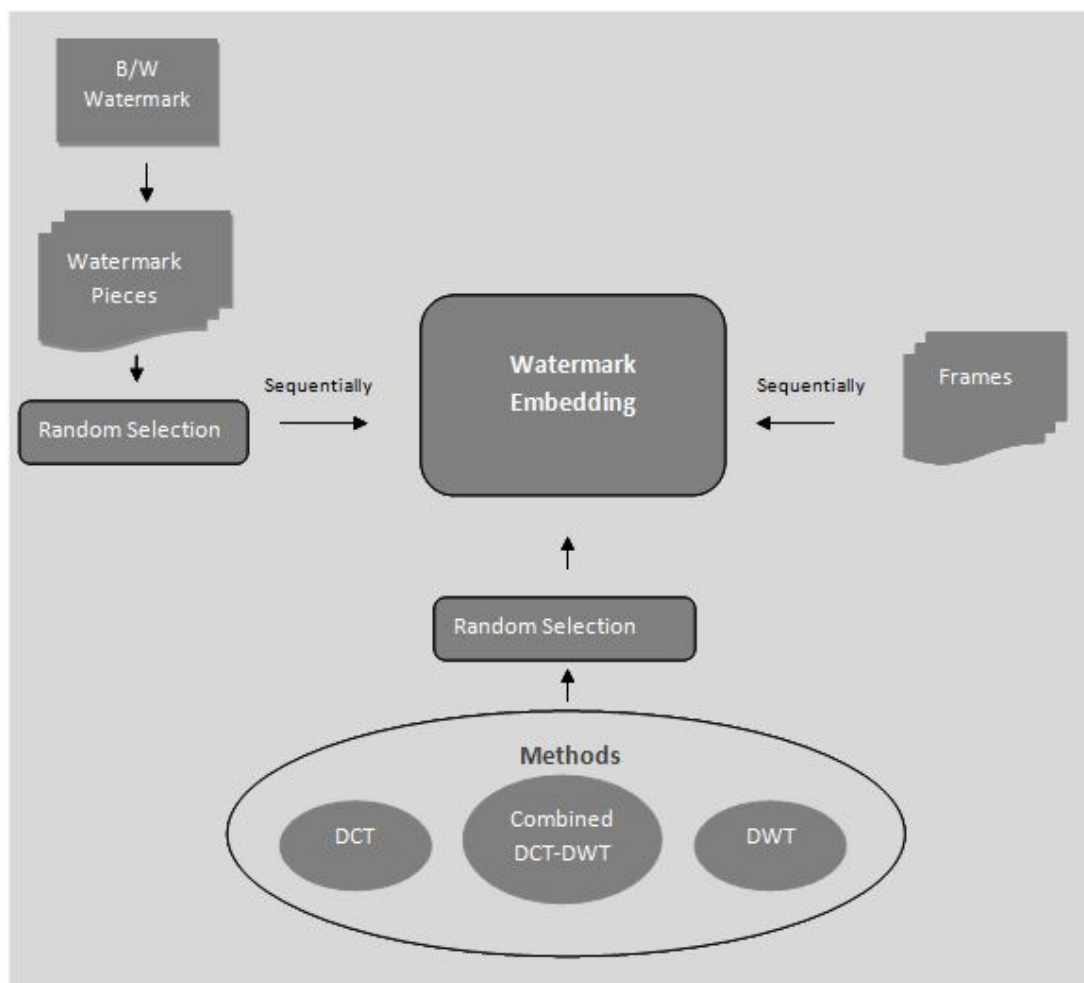 B/W
Watermark
Watermark
Pieces
Random Selection
Sequentially
Watermark
Embedding
Sequentially
Frames
Random Selection
Methods
DCT
Combined
DCT-DWT
DWT